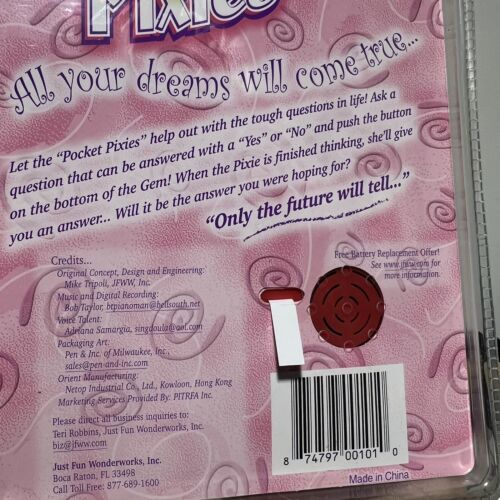 Pixies
All your dreams will come true...
Let the "Pocket Pixies" help out with the tough questions in life! Ask a
question that can be answered with a "Yes" or "No" and push the button
on the bottom of the Gem! When the Pixie is finished thinking, she'll give
you an answer... Will it be the answer you were hoping for?
"Only the future will tell..."
Credits...
Original Concept, Design and Engineering:
Mike Tripoli, JFWW, Inc.
Music and Digital Recording:
Bob Taylor, btpianoman@bellsouth.net
Voice Talent:
Adriana Samargia, singdoula@aol.com
Packaging Art:
Pen & Inc. of Milwaukee, Inc.,
sales@pen-and-inc.com
Orient Manufacturing:
Netop Industrial Co., Ltd., Kowloon, Hong Kong
Marketing Services Provided By: PITRFA Inc.
Please direct all business inquiries to:
Teri Robbins, Just Fun Wonderworks, Inc.
biz@jfww.com
Just Fun Wonderworks, Inc.
Boca Raton, FL 33498
Call Toll Free: 877-689-1600
Free Battery Replacement Offer!
See www.jfww.com for
more information.
8 74797 00101 0
Made in China